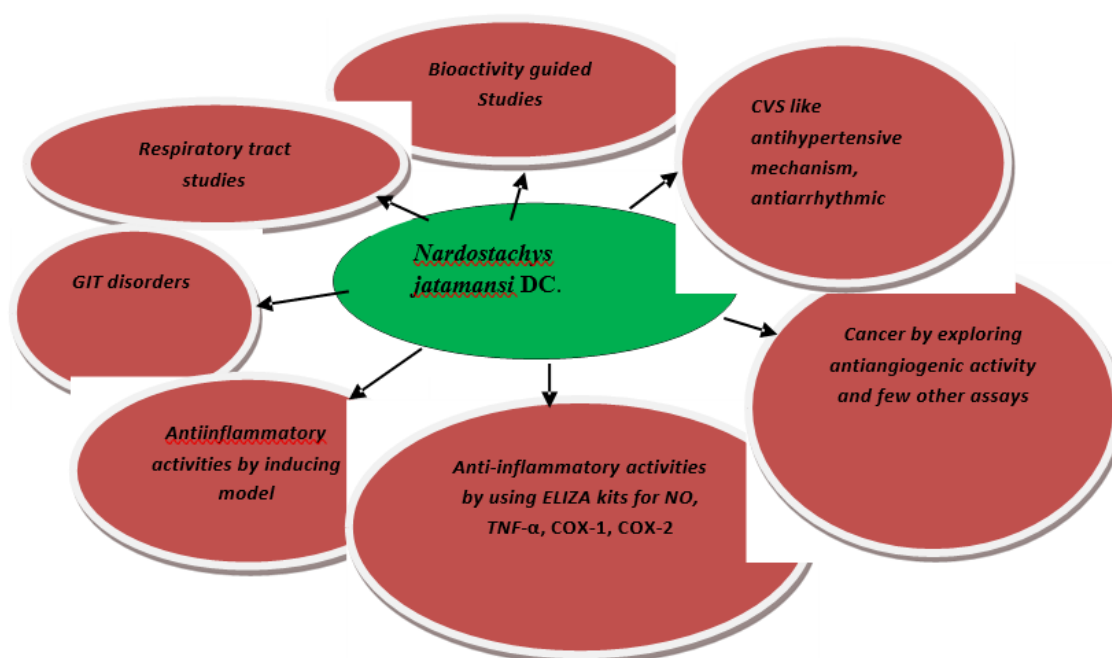 Bioactivity guided
Studies
CVS like
antihypertensive
mechanism,
antiarrhythmic
Respiratory tract
studies
Nardostachys
jatamansi DC.
GIT disorders
Cancer by exploring
antiangiogenic activity
and few other assays
Antiinflammatory
activities by inducing
model
Anti-inflammatory activities
by using ELIZA kits for NO,
TNF-α, COX-1, COX-2